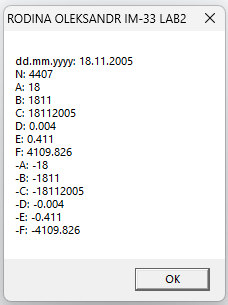 RODINA OLEKSANDR IM-33 LAB2
dd.mm.yyyy: 18.11.2005
N: 4407
A: 18
B: 1811
C: 18112005
D: 0.004
E: 0.411
F: 4109.826
-A: -18
-B: -1811
-C: -18112005
-D: -0.004
-E: -0.411
-F: -4109.826
OK